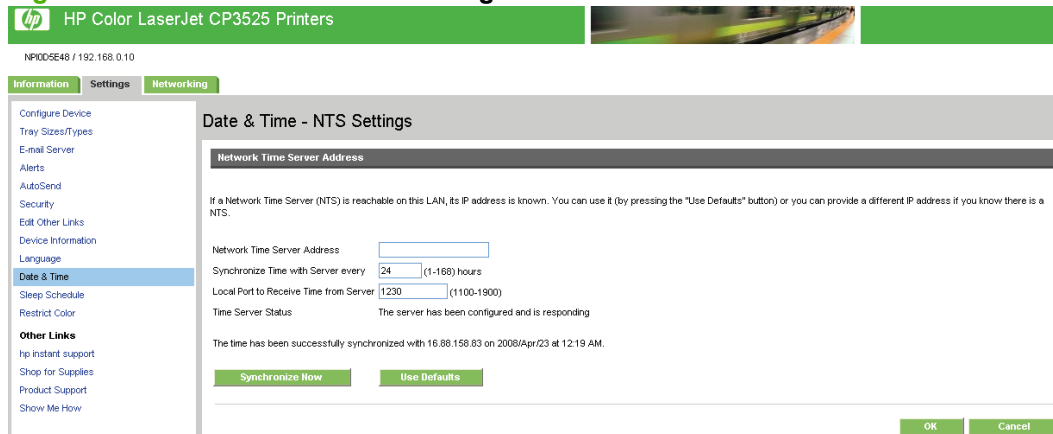 hp HP Color LaserJet CP3525 Printers
NPI0D5E48 / 192.168.0.10
Information Settings Networking
Configure Device
Tray Sizes/Types
E-mail Server
Alerts
AutoSend
Security
Edit Other Links
Device Information
Language
Date & Time
Sleep Schedule
Restrict Color
Other Links
hp instant support
Shop for Supplies
Product Support
Show Me How
Date & Time - NTS Settings
Network Time Server Address
If a Network Time Server (NTS) is reachable on this LAN, its IP address is known. You can use it (by pressing the "Use Defaults" button) or you can provide a different IP address if you know there is a
NTS.
Network Time Server Address
Synchronize Time with Server every 24 (1-168) hours
Local Port to Receive Time from Server 1230 (1100-1900)
Time Server Status The server has been configured and is responding
The time has been successfully synchronized with 16.88.158.83 on 2008/Apr/23 at 12:19 AM.
Synchronize Now Use Defaults
OK Cancel